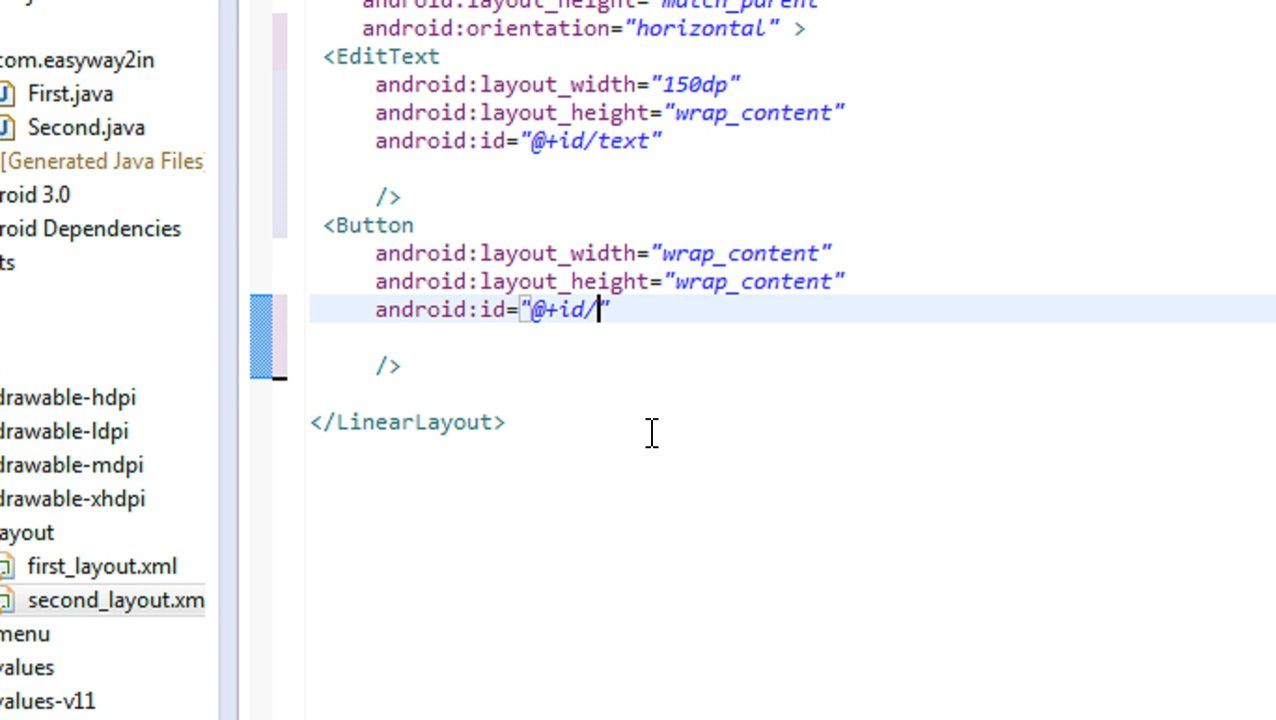 com.easyway2in
First.java
Second.java
[Generated Java Files]
roid 3.0
roid Dependencies
ts
drawable-hdpi
drawable-ldpi
drawable-mdpi
drawable-xhdpi
ayout
first_layout.xml
second_layout.xm
menu
values
values-v11
android:layout_height="match_parent"
android:orientation="horizontal" >
<EditText
android:layout_width="150dp"
android:layout_height="wrap_content"
android:id="@+id/text"
/>
<Button
android:layout_width="wrap_content"
android:layout_height="wrap_content"
android:id="@+id/"
/>
</LinearLayout>